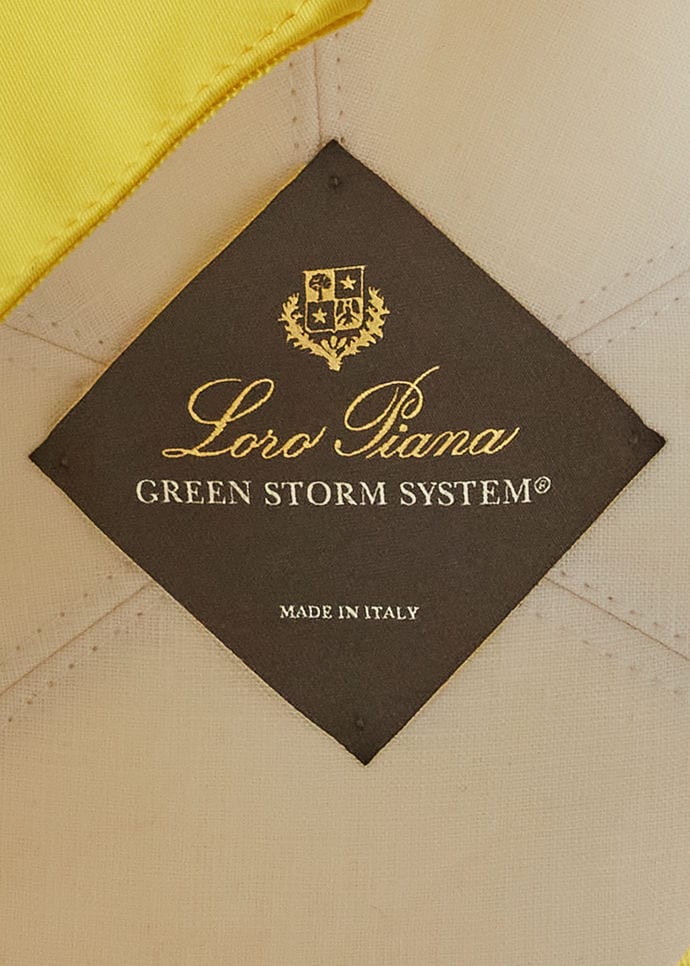 Loro Piana
GREEN STORM SYSTEM®
MADE IN ITALY